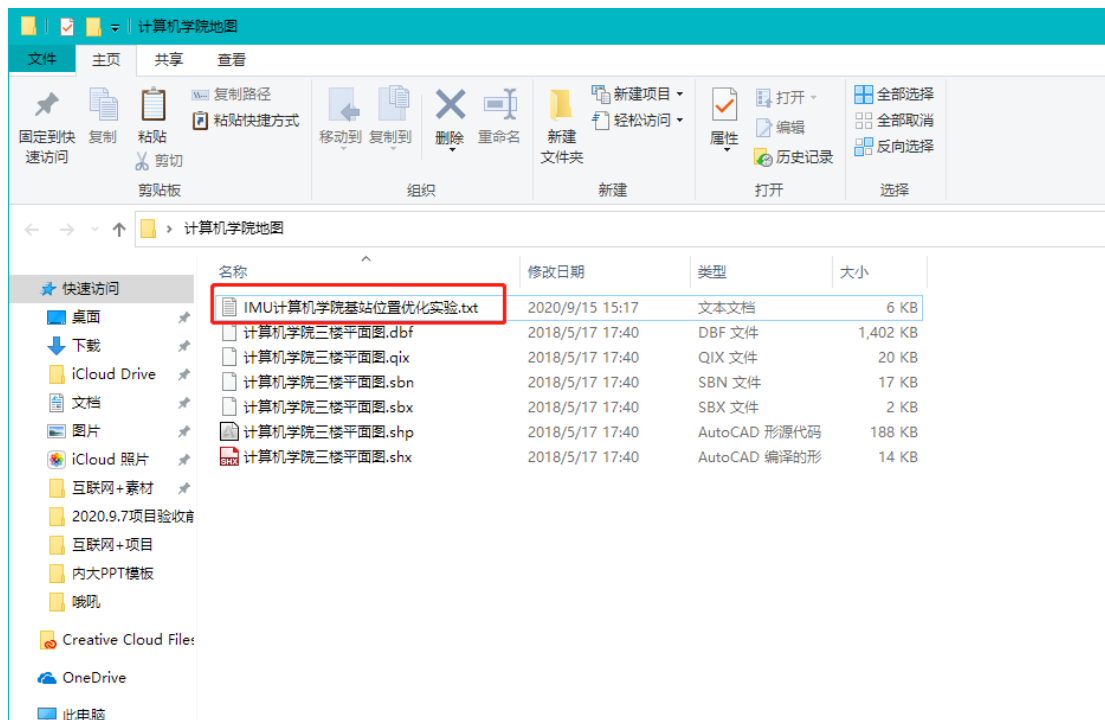 计算机学院地图
文件 主页 共享 查看
固定到快速访问 复制 粘贴 复制路径 粘贴快捷方式 剪切 移动到 复制到 删除 重命名 新建文件夹 新建项目 轻松访问 属性 打开 编辑 历史记录 全部选择 全部取消 反向选择
剪贴板 组织 新建 打开 选择
计算机学院地图
名称 修改日期 类型 大小
IMU计算机学院基站位置优化实验.txt 2020/9/15 15:17 文本文档 6 KB
计算机学院三楼平面图.dbf 2018/5/17 17:40 DBF 文件 1,402 KB
计算机学院三楼平面图.qix 2018/5/17 17:40 QIX 文件 20 KB
计算机学院三楼平面图.sbn 2018/5/17 17:40 SBN 文件 17 KB
计算机学院三楼平面图.sbx 2018/5/17 17:40 SBX 文件 2 KB
计算机学院三楼平面图.shp 2018/5/17 17:40 AutoCAD 形源代码 188 KB
计算机学院三楼平面图.shx 2018/5/17 17:40 AutoCAD 编译的形 14 KB
快速访问
桌面
下载
iCloud Drive
文档
图片
iCloud 照片
互联网+素材
2020.9.7项目验收前
互联网+项目
内大PPT模板
哦吼
Creative Cloud Files
OneDrive
此电脑